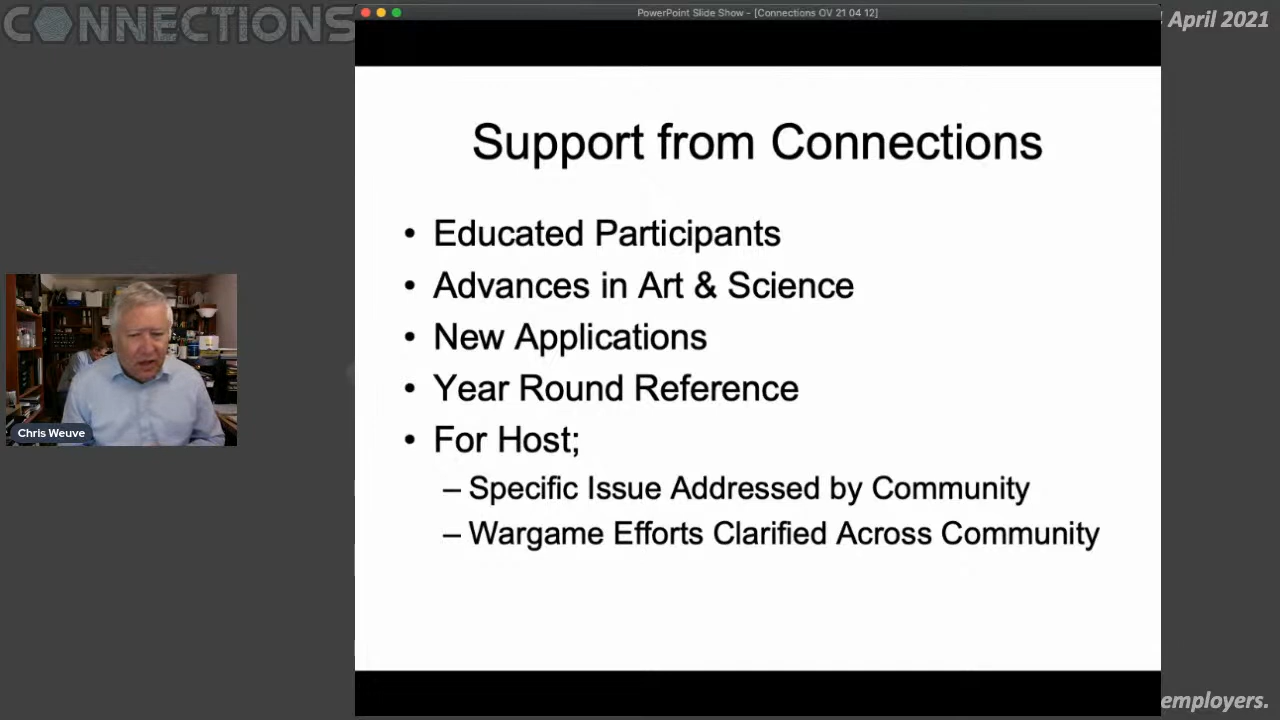 CONNECTIONS
PowerPoint Slide Show - [Connections OV 21 04 12]
April 2021
Support from Connections
• Educated Participants
• Advances in Art & Science
• New Applications
• Year Round Reference
• For Host;
– Specific Issue Addressed by Community
– Wargame Efforts Clarified Across Community
Chris Weuve
employers.